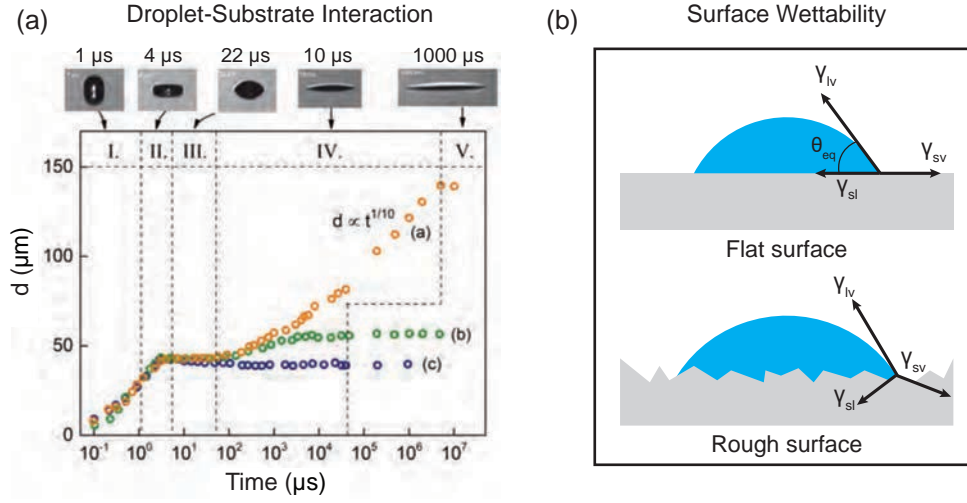 (a)
Droplet-Substrate Interaction
1 µs
4 µs
22 µs
10 µs
1000 µs
I.
II.
III.
IV.
V.
150
100
50
0
d (µm)
d ∝ t^1/10
(a)
(b)
(c)
10^-1
10^0
10^1
10^2
10^3
10^4
10^5
10^6
10^7
Time (µs)
(b)
Surface Wettability
γlv
θeq
γsv
γsl
Flat surface
γlv
γsv
γsl
Rough surface